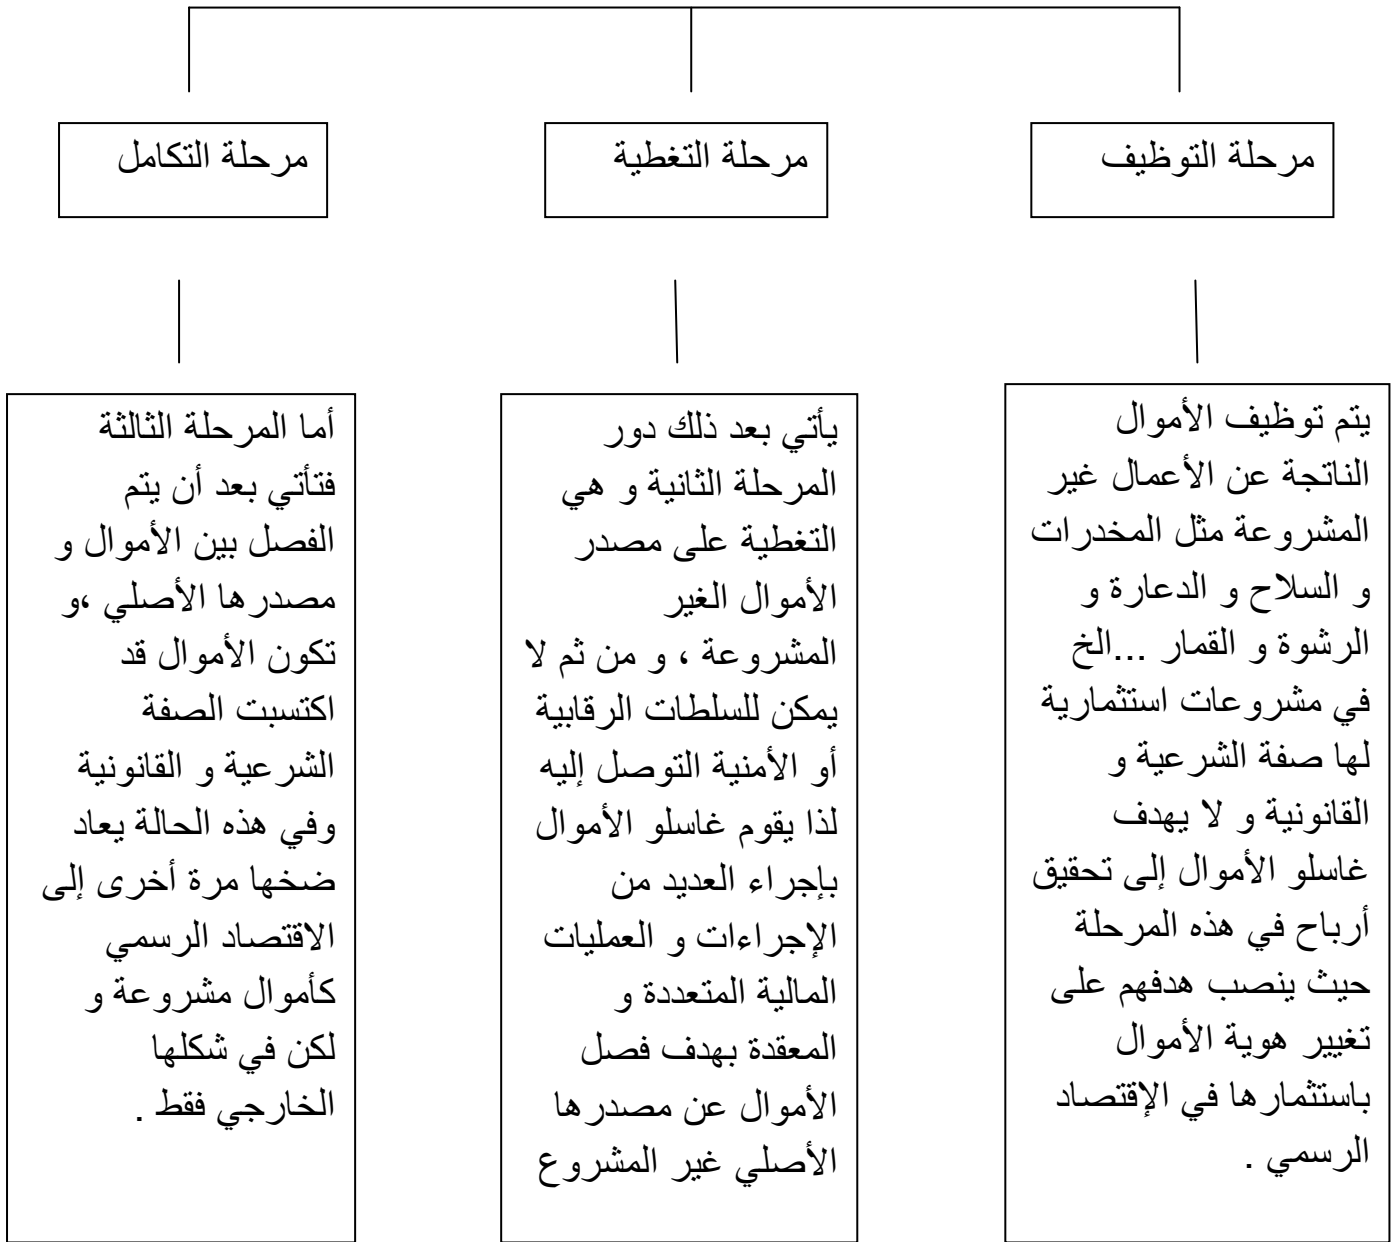 مرحلة التوظيف
مرحلة التغطية
مرحلة التكامل
يتم توظيف الأموال
الناتجة عن الأعمال غير
المشروعة مثل المخدرات
و السلاح و الدعارة و
الرشوة و القمار ...الخ
في مشروعات استثمارية
لها صفة الشرعية و
القانونية و لا يهدف
غاسلو الأموال إلى تحقيق
أرباح في هذه المرحلة
حيث ينصب هدفهم على
تغيير هوية الأموال
باستثمارها في الإقتصاد
الرسمي .
يأتي بعد ذلك دور
المرحلة الثانية و هي
التغطية على مصدر
الأموال الغير
المشروعة ، و من ثم لا
يمكن للسلطات الرقابية
أو الأمنية التوصل إليه
لذا يقوم غاسلو الأموال
بإجراء العديد من
الإجراءات و العمليات
المالية المتعددة و
المعقدة بهدف فصل
الأموال عن مصدرها
الأصلي غير المشروع
أما المرحلة الثالثة
فتأتي بعد أن يتم
الفصل بين الأموال و
مصدرها الأصلي ،و
تكون الأموال قد
اكتسبت الصفة
الشرعية و القانونية
وفي هذه الحالة يعاد
ضخها مرة أخرى إلى
الاقتصاد الرسمي
كأموال مشروعة و
لكن في شكلها
الخارجي فقط .